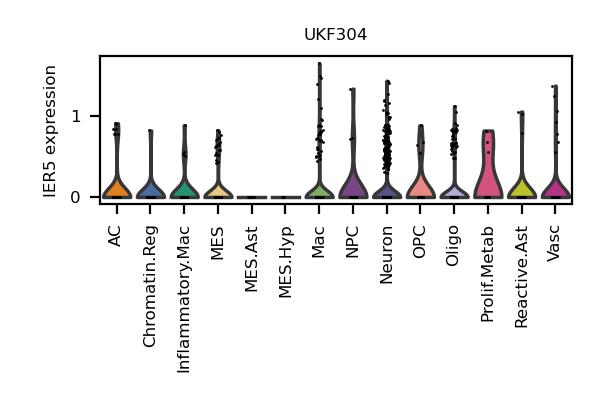 UKF304
IER5 expression
1
0
AC
Chromatin.Reg
Inflammatory.Mac
MES
MES.Ast
MES.Hyp
Mac
NPC
Neuron
OPC
Oligo
Prolif.Metab
Reactive.Ast
Vasc